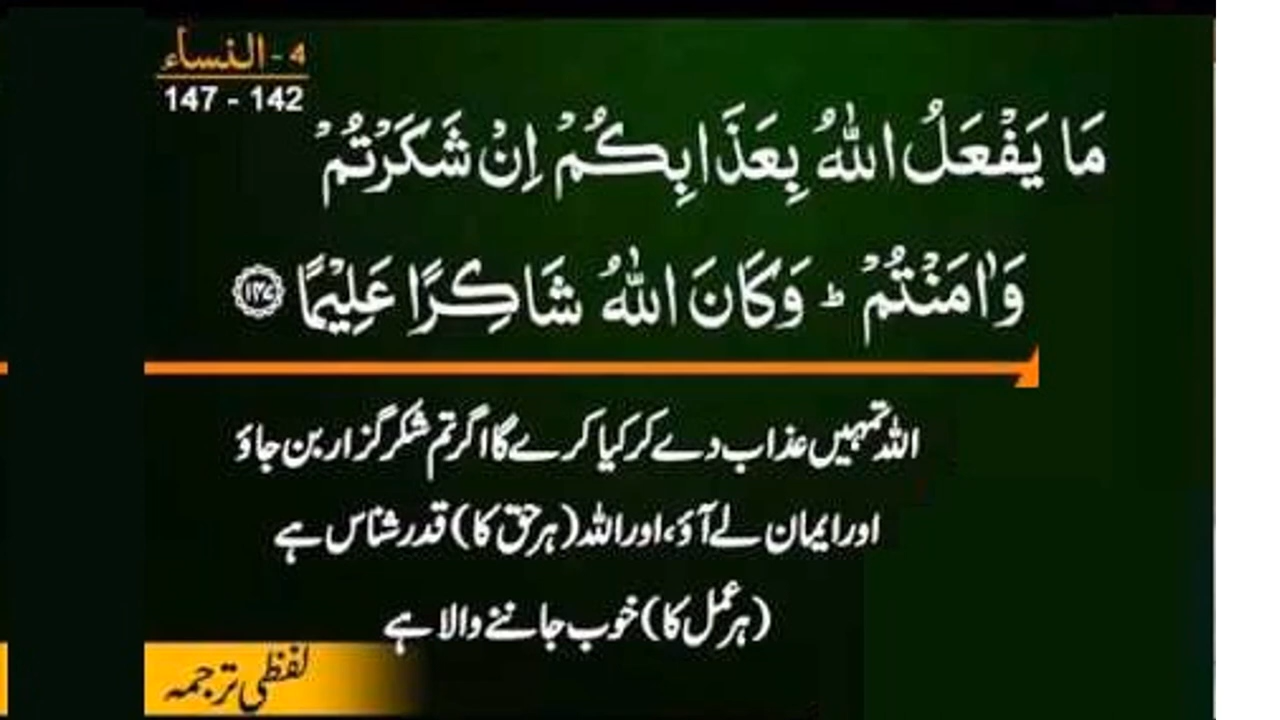 4 - النسآء
147 - 142
مَا يَفْعَلُ اللّٰهُ بِعَذَابِكُمْ اِنْ شَكَرْتُمْ
وَاٰمَنْتُمْ ؕ وَكَانَ اللّٰهُ شَاكِرًا عَلِيْمًا ۝۱۴۷
اللہ تمہیں عذاب دے کر کیا کرے گا اگر تم شکر گزار بن جاؤ
اور ایمان لے آؤ، اور اللہ (ہر حق کا) قدر شناس ہے
(ہر عمل کا) خوب جاننے والا ہے
لفظی ترجمہ